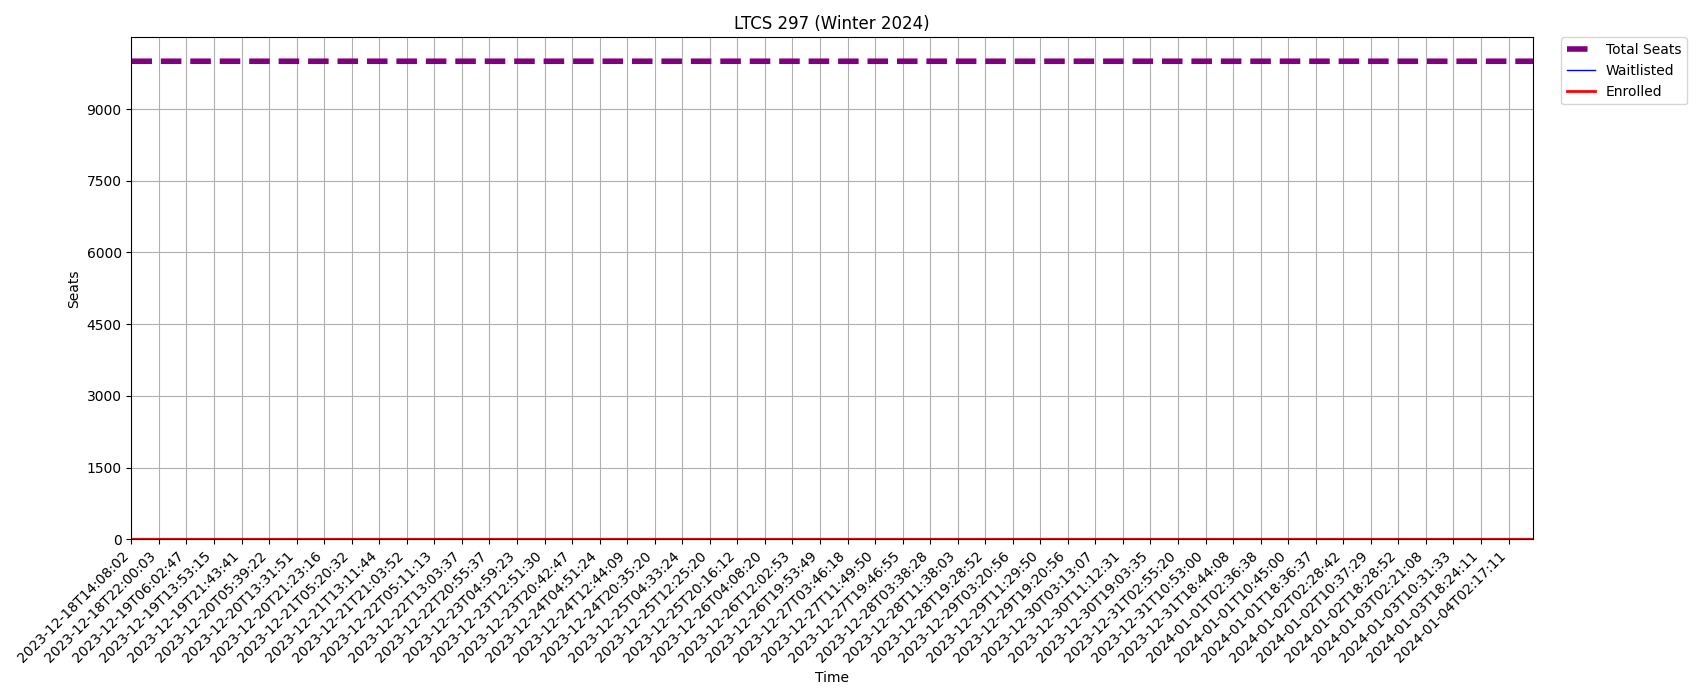 LTCS 297 (Winter 2024)
Total Seats
Waitlisted
Enrolled
Seats
9000
7500
6000
4500
3000
1500
0
2023-12-18T14:08:02
2023-12-18T22:00:03
2023-12-19T06:02:47
2023-12-19T13:53:15
2023-12-19T21:43:41
2023-12-20T05:39:22
2023-12-20T13:31:51
2023-12-20T21:23:16
2023-12-21T05:20:32
2023-12-21T13:11:44
2023-12-21T21:03:52
2023-12-22T05:11:13
2023-12-22T13:03:37
2023-12-22T20:55:37
2023-12-23T04:59:23
2023-12-23T12:51:30
2023-12-23T20:42:47
2023-12-24T04:51:24
2023-12-24T12:44:09
2023-12-24T20:35:20
2023-12-25T04:33:24
2023-12-25T12:25:20
2023-12-25T20:16:12
2023-12-26T04:08:20
2023-12-26T12:02:53
2023-12-26T19:53:49
2023-12-27T03:46:18
2023-12-27T11:49:50
2023-12-27T19:46:55
2023-12-28T03:38:28
2023-12-28T11:38:03
2023-12-28T19:28:52
2023-12-29T03:20:56
2023-12-29T11:29:50
2023-12-29T19:20:56
2023-12-30T03:13:07
2023-12-30T11:12:31
2023-12-30T19:03:35
2023-12-31T02:55:20
2023-12-31T10:53:00
2023-12-31T18:44:08
2024-01-01T02:36:38
2024-01-01T10:45:00
2024-01-01T18:36:37
2024-01-02T02:28:42
2024-01-02T10:37:29
2024-01-02T18:28:52
2024-01-03T02:21:08
2024-01-03T10:31:33
2024-01-03T18:24:11
2024-01-04T02:17:11
Time